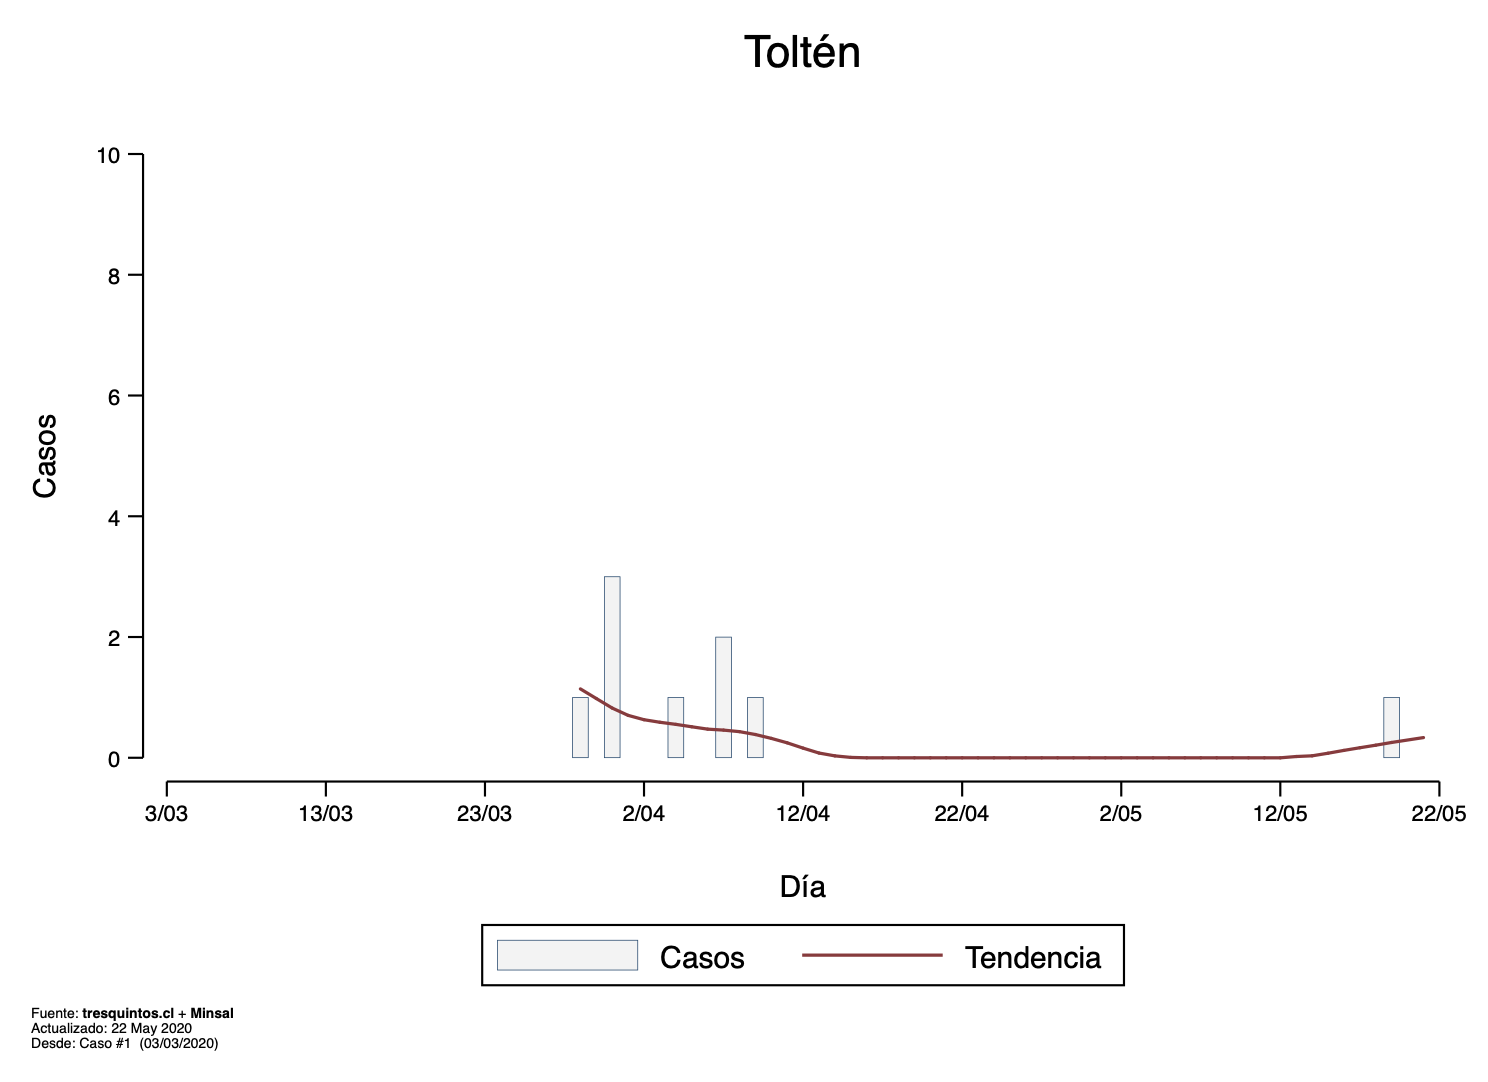 Toltén
10
8
6
4
2
0
Casos
3/03 13/03 23/03 2/04 12/04 22/04 2/05 12/05 22/05
Día
Casos Tendencia
Fuente: tresquintos.cl + Minsal
Actualizado: 22 May 2020
Desde: Caso #1 (03/03/2020)